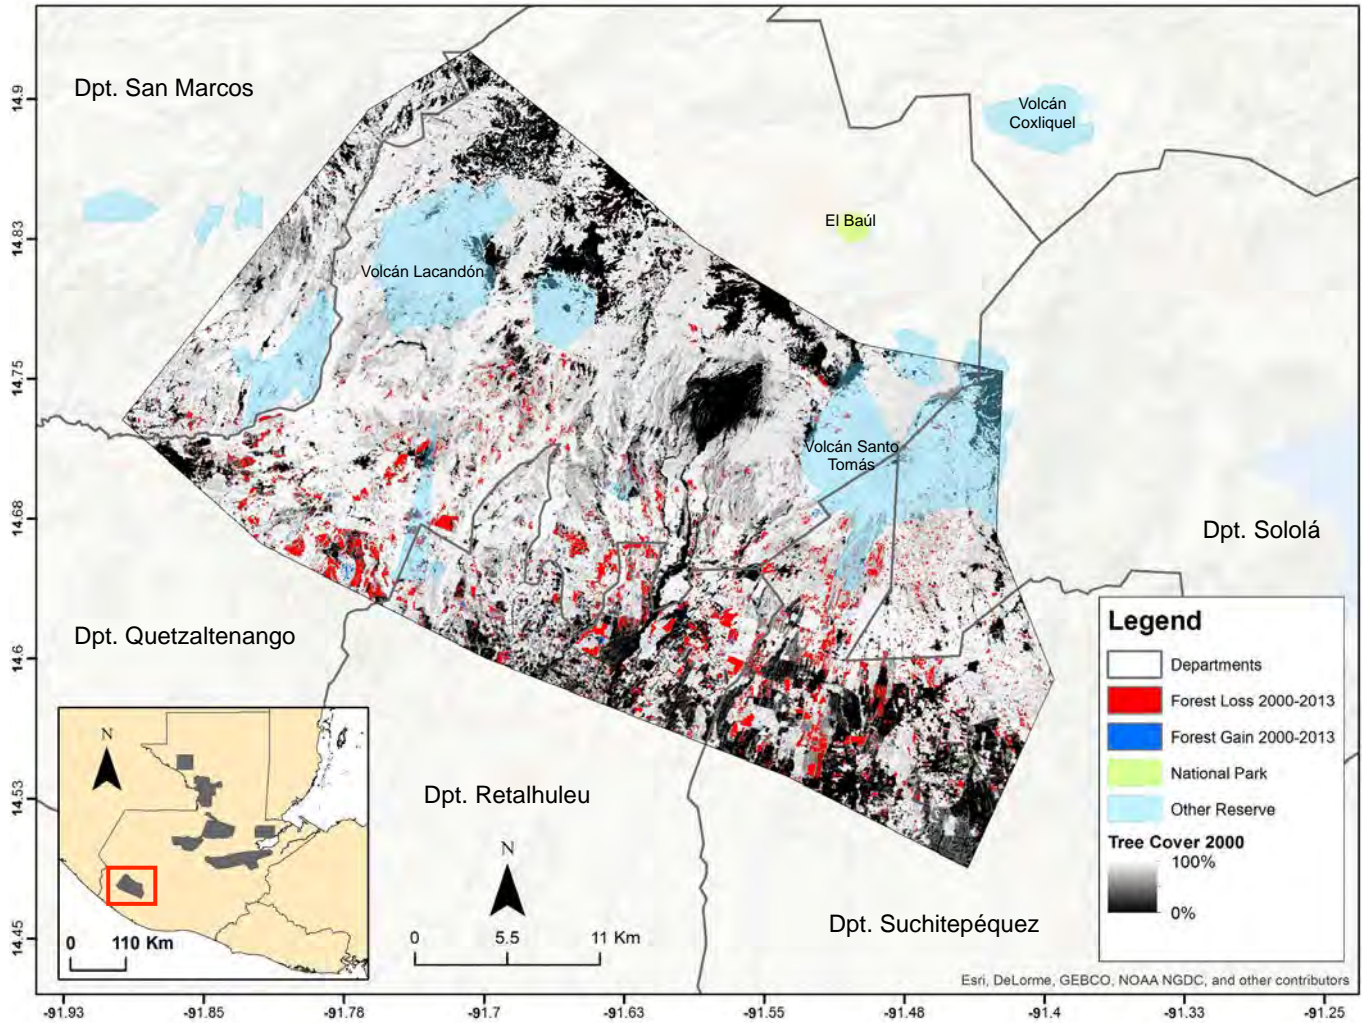 Dpt. San Marcos
Volcán
Coxliquel
El Baúl
Volcán Lacandón
Volcán Santo
Tomás
Dpt. Sololá
Dpt. Quetzaltenango
Dpt. Retalhuleu
Dpt. Suchitepéquez
14.9
14.83
14.75
14.68
14.6
14.53
14.45
N
0 110 Km
N
0 5.5 11 Km
Legend
Departments
Forest Loss 2000-2013
Forest Gain 2000-2013
National Park
Other Reserve
Tree Cover 2000
100%
0%
Esri, DeLorme, GEBCO, NOAA NGDC, and other contributors
-91.93 -91.85 -91.78 -91.7 -91.63 -91.55 -91.48 -91.4 -91.33 -91.25